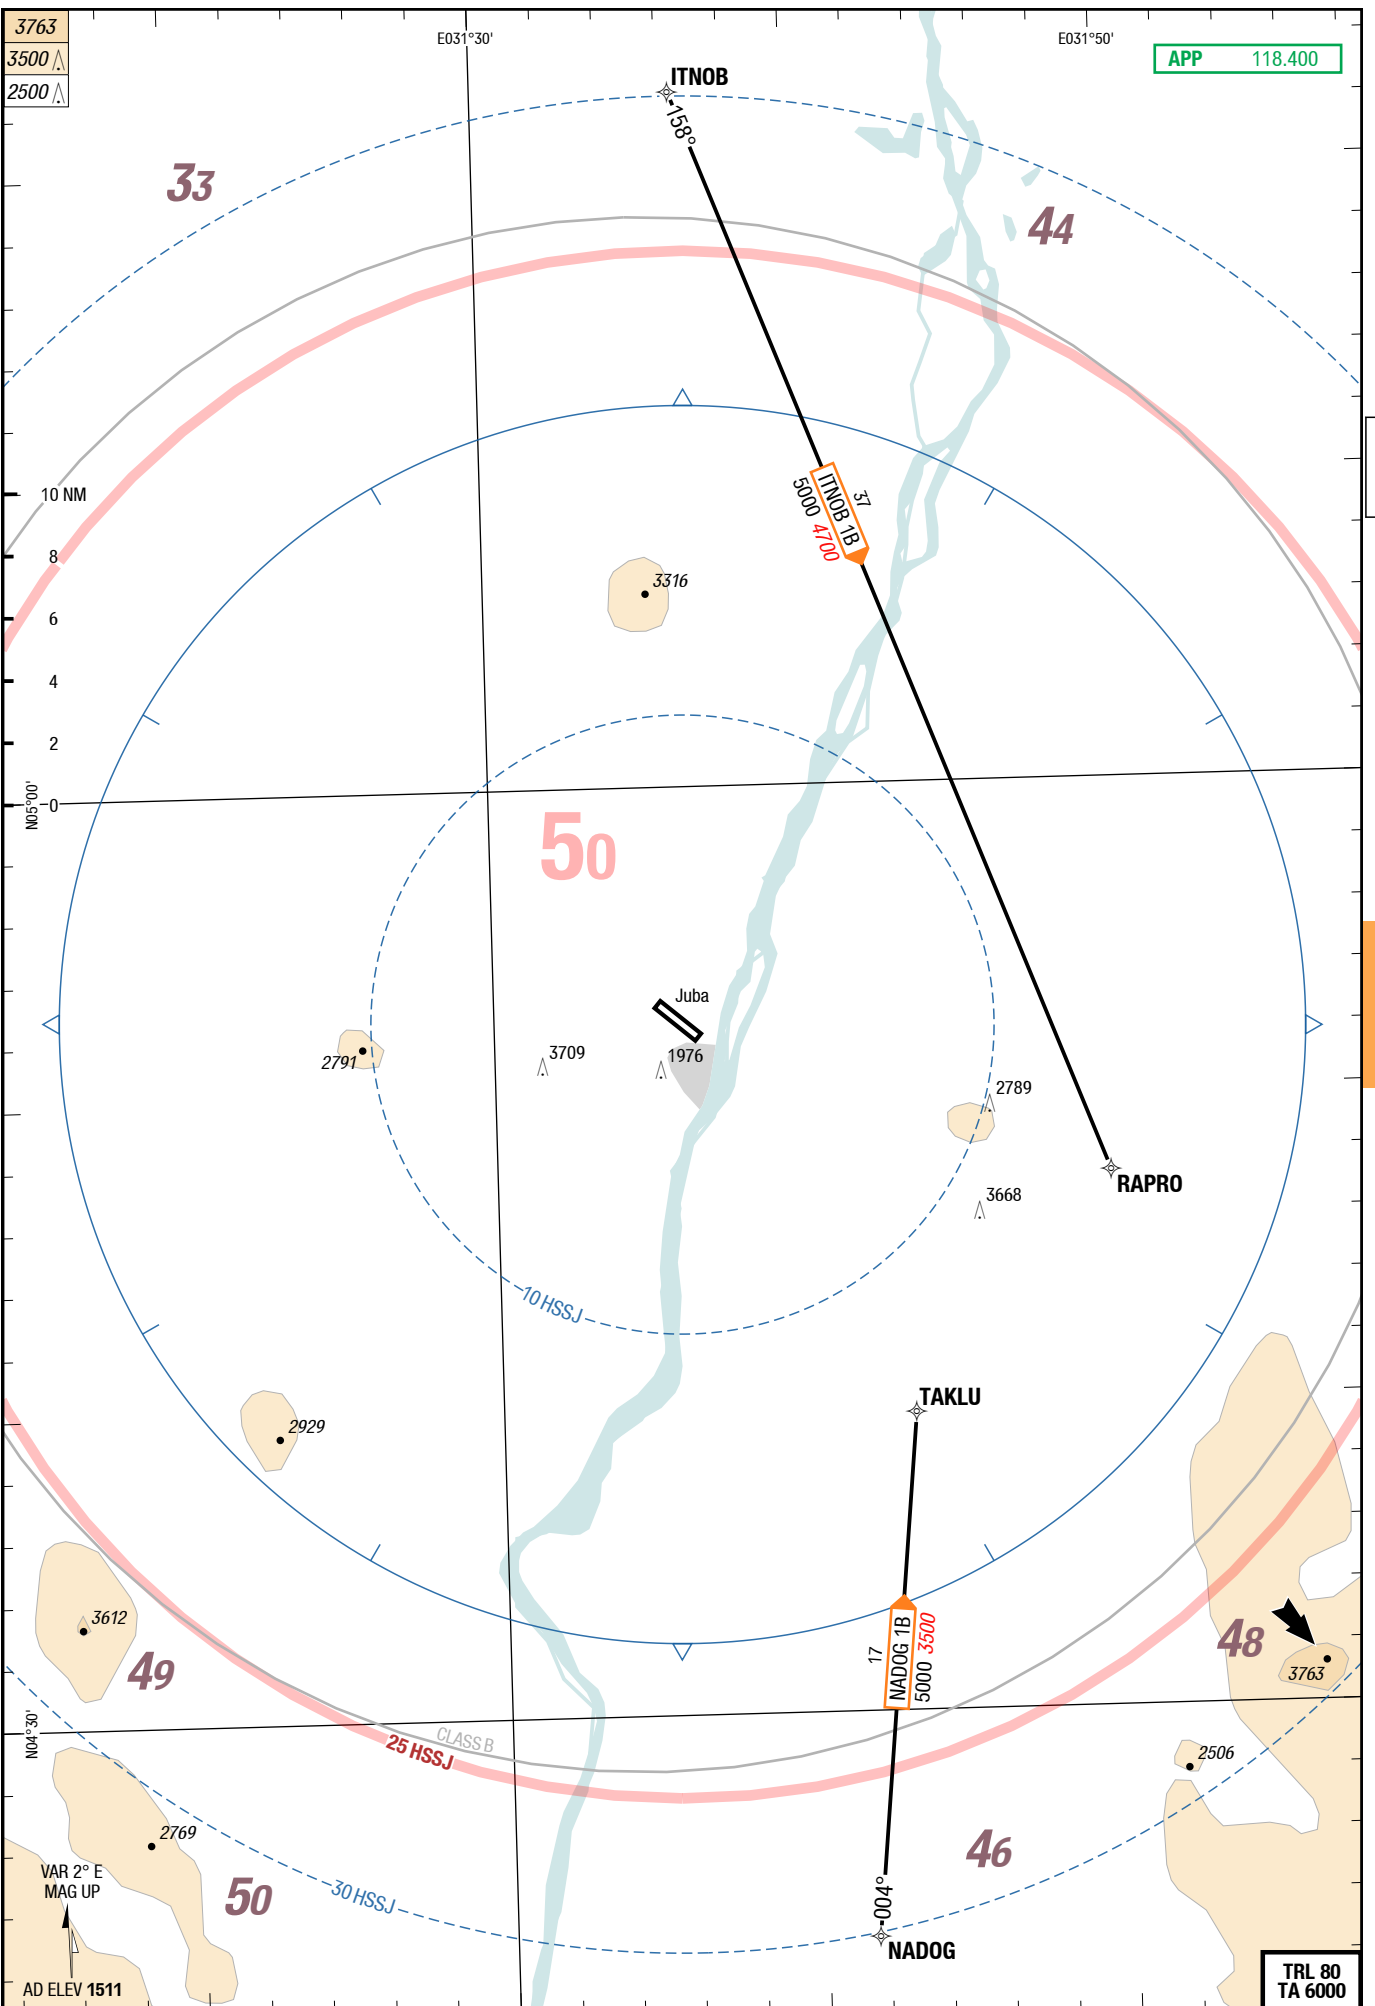 3763
3500
2500
E031°30'
E031°50'
APP 118.400
ITNOB
158°
33
44
37
ITNOB 1B
5000 4700
10 NM
8
6
4
2
0
N05°00'
3316
50
Juba
2791
3709
1976
2789
3668
RAPRO
10 HSSJ
TAKLU
2929
3612
49
17
NADOG 1B
5000 3500
48
3763
N04°30'
CLASS B
25 HSSJ
2506
2769
46
VAR 2° E
MAG UP
50
30 HSSJ
004°
NADOG
AD ELEV 1511
TRL 80
TA 6000